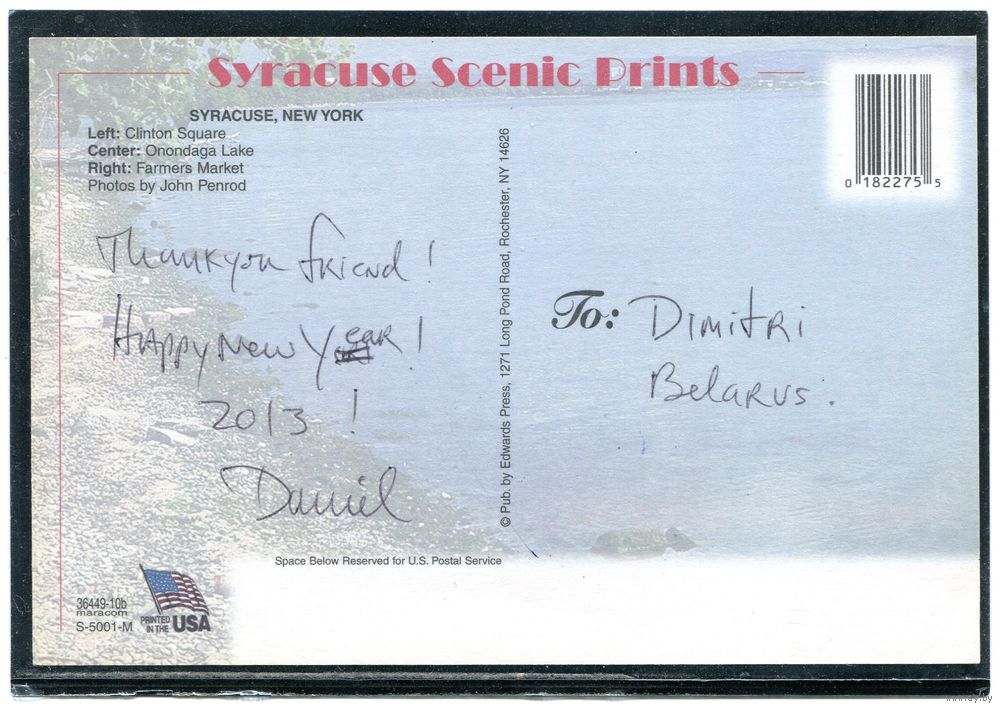 Syracuse Scenic Prints
SYRACUSE, NEW YORK
Left: Clinton Square
Center: Onondaga Lake
Right: Farmers Market
Photos by John Penrod
Thank you friend!
Happy New Year!
2013!
Daniel
© Pub. by Edwards Press, 1271 Long Pond Road, Rochester, NY 14626
0 182275 5
To: Dimitri
Belarus.
Space Below Reserved for U.S. Postal Service
36449-10b
maracom
S-5001-M
PRINTED
IN THE USA